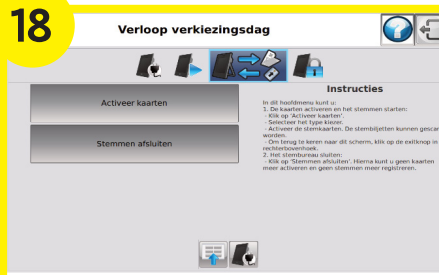 18
Verloop verkiezingsdag
Activeer kaarten
Stemmen afsluiten
Instructies
In dit hoofdmenu kunt u:
1. De kaarten activeren en het stemmen starten:
- Klik op 'Activeer kaarten'.
- Selecteer het type kiezer.
- Activeer de stemkaarten. De stembiljetten kunnen gescan
worden.
- Om terug te keren naar dit scherm, klik op de exitknop in
rechterbovenhoek.
2. Het stembureau sluiten:
- Klik op 'Stemmen afsluiten'. Hierna kunt u geen kaarten
meer activeren en geen stemmen meer registreren.